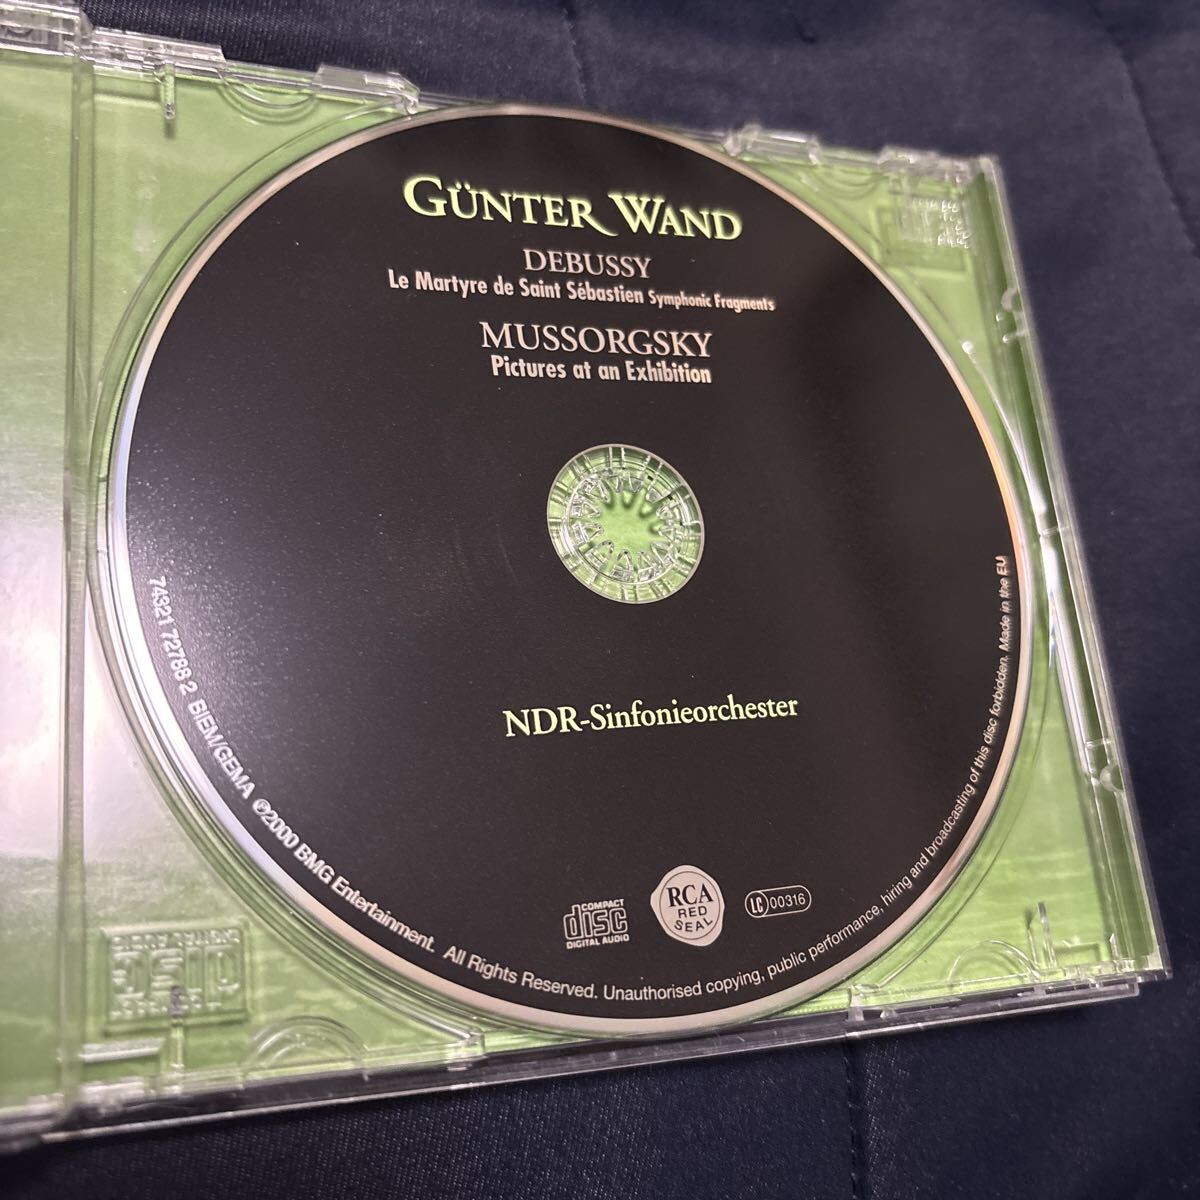 GÜNTER WAND
DEBUSSY
Le Martyre de Saint Sébastien Symphonic Fragments
MUSSORGSKY
Pictures at an Exhibition
NDR-Sinfonieorchester
COMPACT
disc
DIGITAL AUDIO
RCA
RED
SEAL
LC 00316
74321 72788 2 BIEM/GEMA ℗2000 BMG Entertainment. All Rights Reserved. Unauthorised copying, public performance, hiring and broadcasting of this disc forbidden. Made in the EU